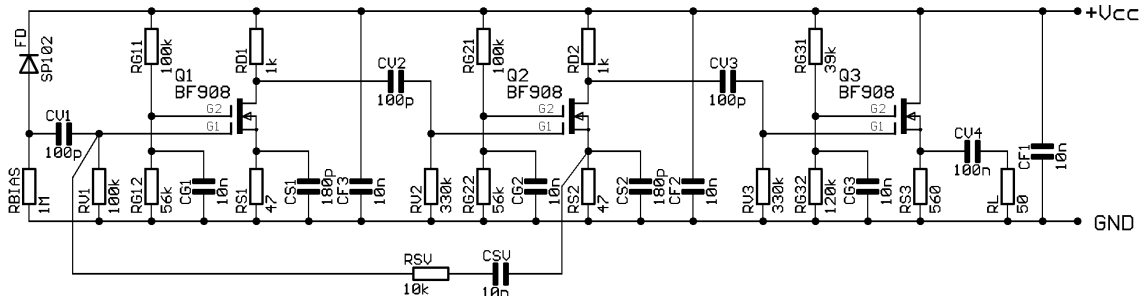 +Vcc
FD
SP102
RG11
100k
RD1
1k
Q1
BF908
G2
G1
CV1
100p
CV2
100p
RG21
100k
RD2
1k
Q2
BF908
G2
G1
CV3
100p
RG31
39k
Q3
BF908
G2
G1
CV4
100n
CF1
10n
RBIAS
1M
RV1
100k
RG12
56k
CG1
10n
RS1
47
CS1
180p
CF3
10n
RV2
330k
RG22
56k
CG2
10n
RS2
47
CS2
180p
CF2
10n
RV3
330k
RG32
120k
CG3
10n
RS3
560
RL
50
GND
RSV
10k
CSV
10p